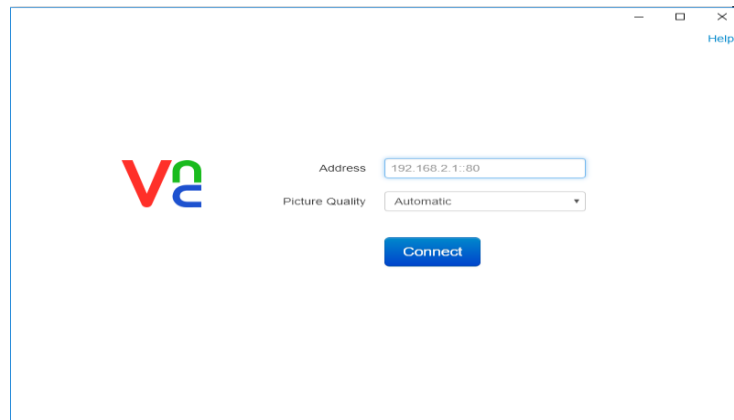 Help
VNC
Address 192.168.2.1::80
Picture Quality Automatic
Connect